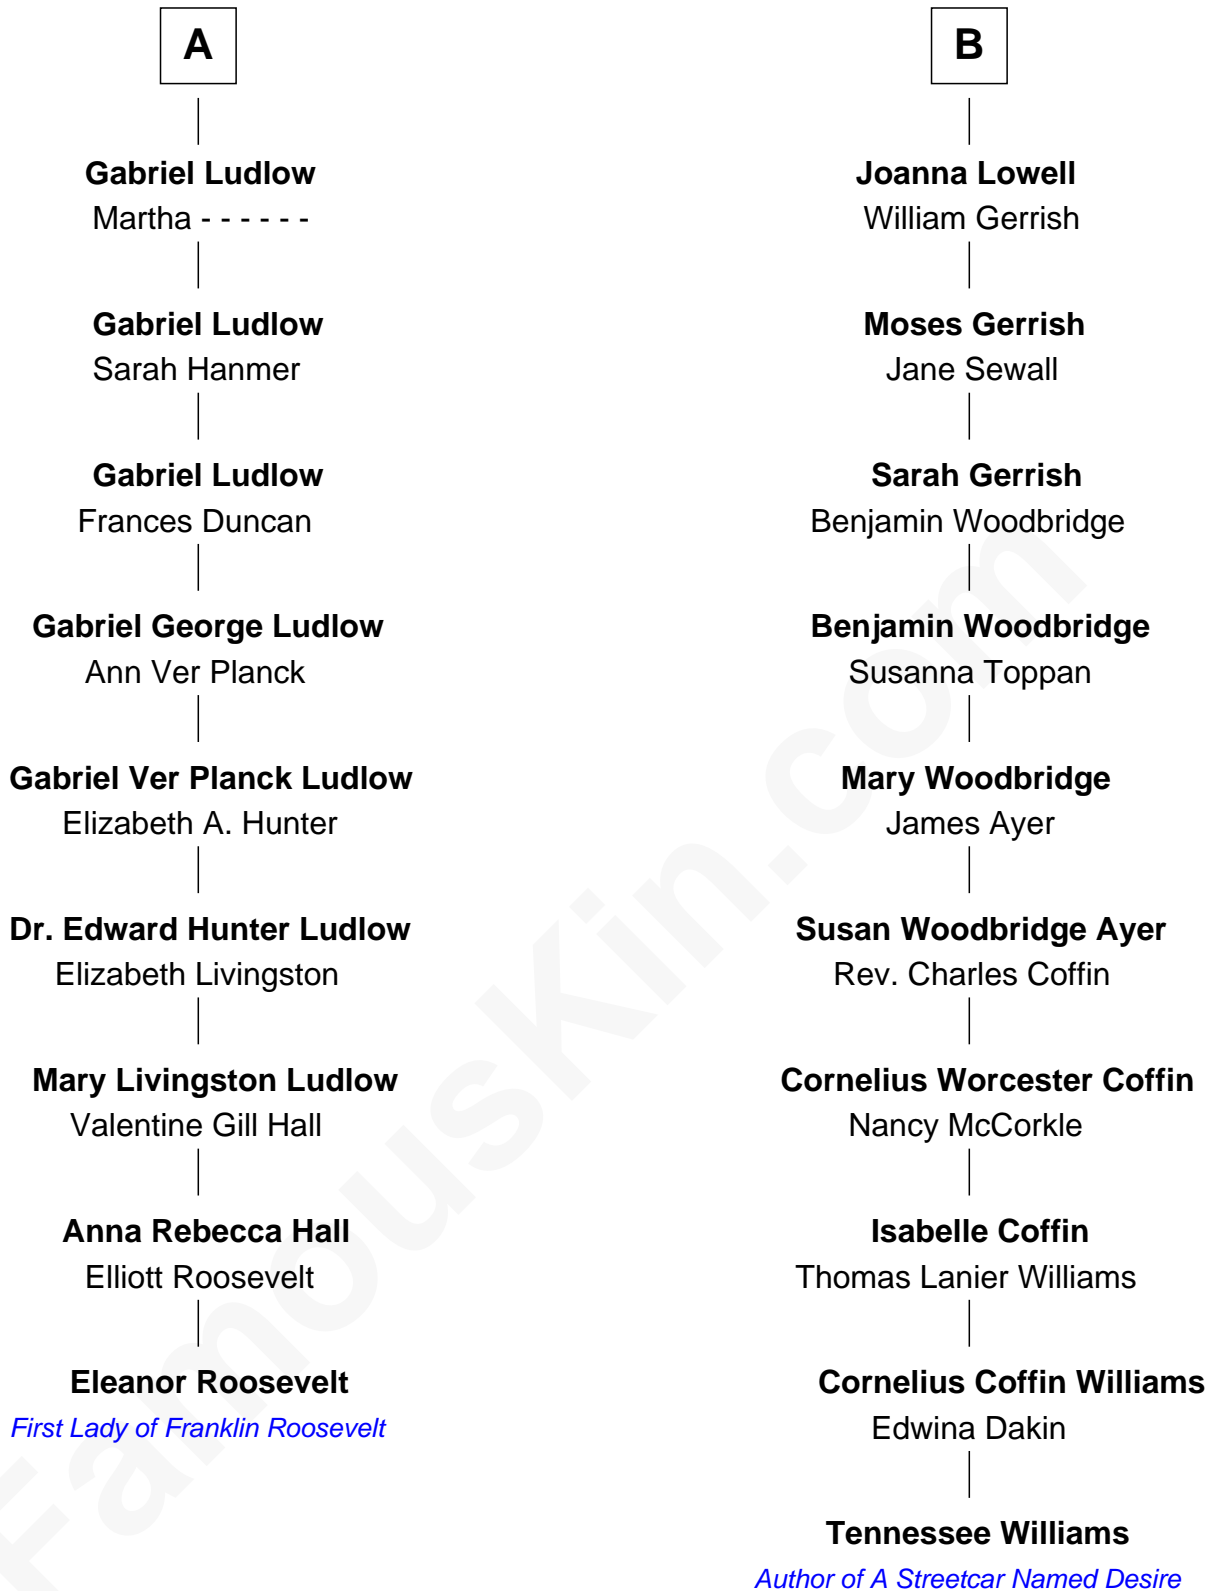 A
Gabriel Ludlow
Martha - - - - - -
Gabriel Ludlow
Sarah Hanmer
Gabriel Ludlow
Frances Duncan
Gabriel George Ludlow
Ann Ver Planck
Gabriel Ver Planck Ludlow
Elizabeth A. Hunter
Dr. Edward Hunter Ludlow
Elizabeth Livingston
Mary Livingston Ludlow
Valentine Gill Hall
Anna Rebecca Hall
Elliott Roosevelt
Eleanor Roosevelt
First Lady of Franklin Roosevelt
B
Joanna Lowell
William Gerrish
Moses Gerrish
Jane Sewall
Sarah Gerrish
Benjamin Woodbridge
Benjamin Woodbridge
Susanna Toppan
Mary Woodbridge
James Ayer
Susan Woodbridge Ayer
Rev. Charles Coffin
Cornelius Worcester Coffin
Nancy McCorkle
Isabelle Coffin
Thomas Lanier Williams
Cornelius Coffin Williams
Edwina Dakin
Tennessee Williams
Author of A Streetcar Named Desire
FamousKin.com